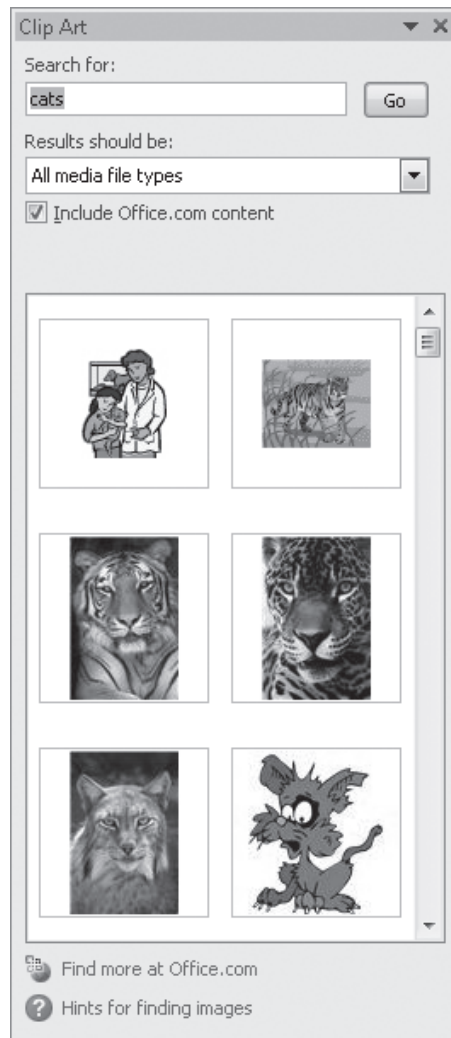 Clip Art
Search for:
cats
Go
Results should be:
All media file types
Include Office.com content
Find more at Office.com
Hints for finding images